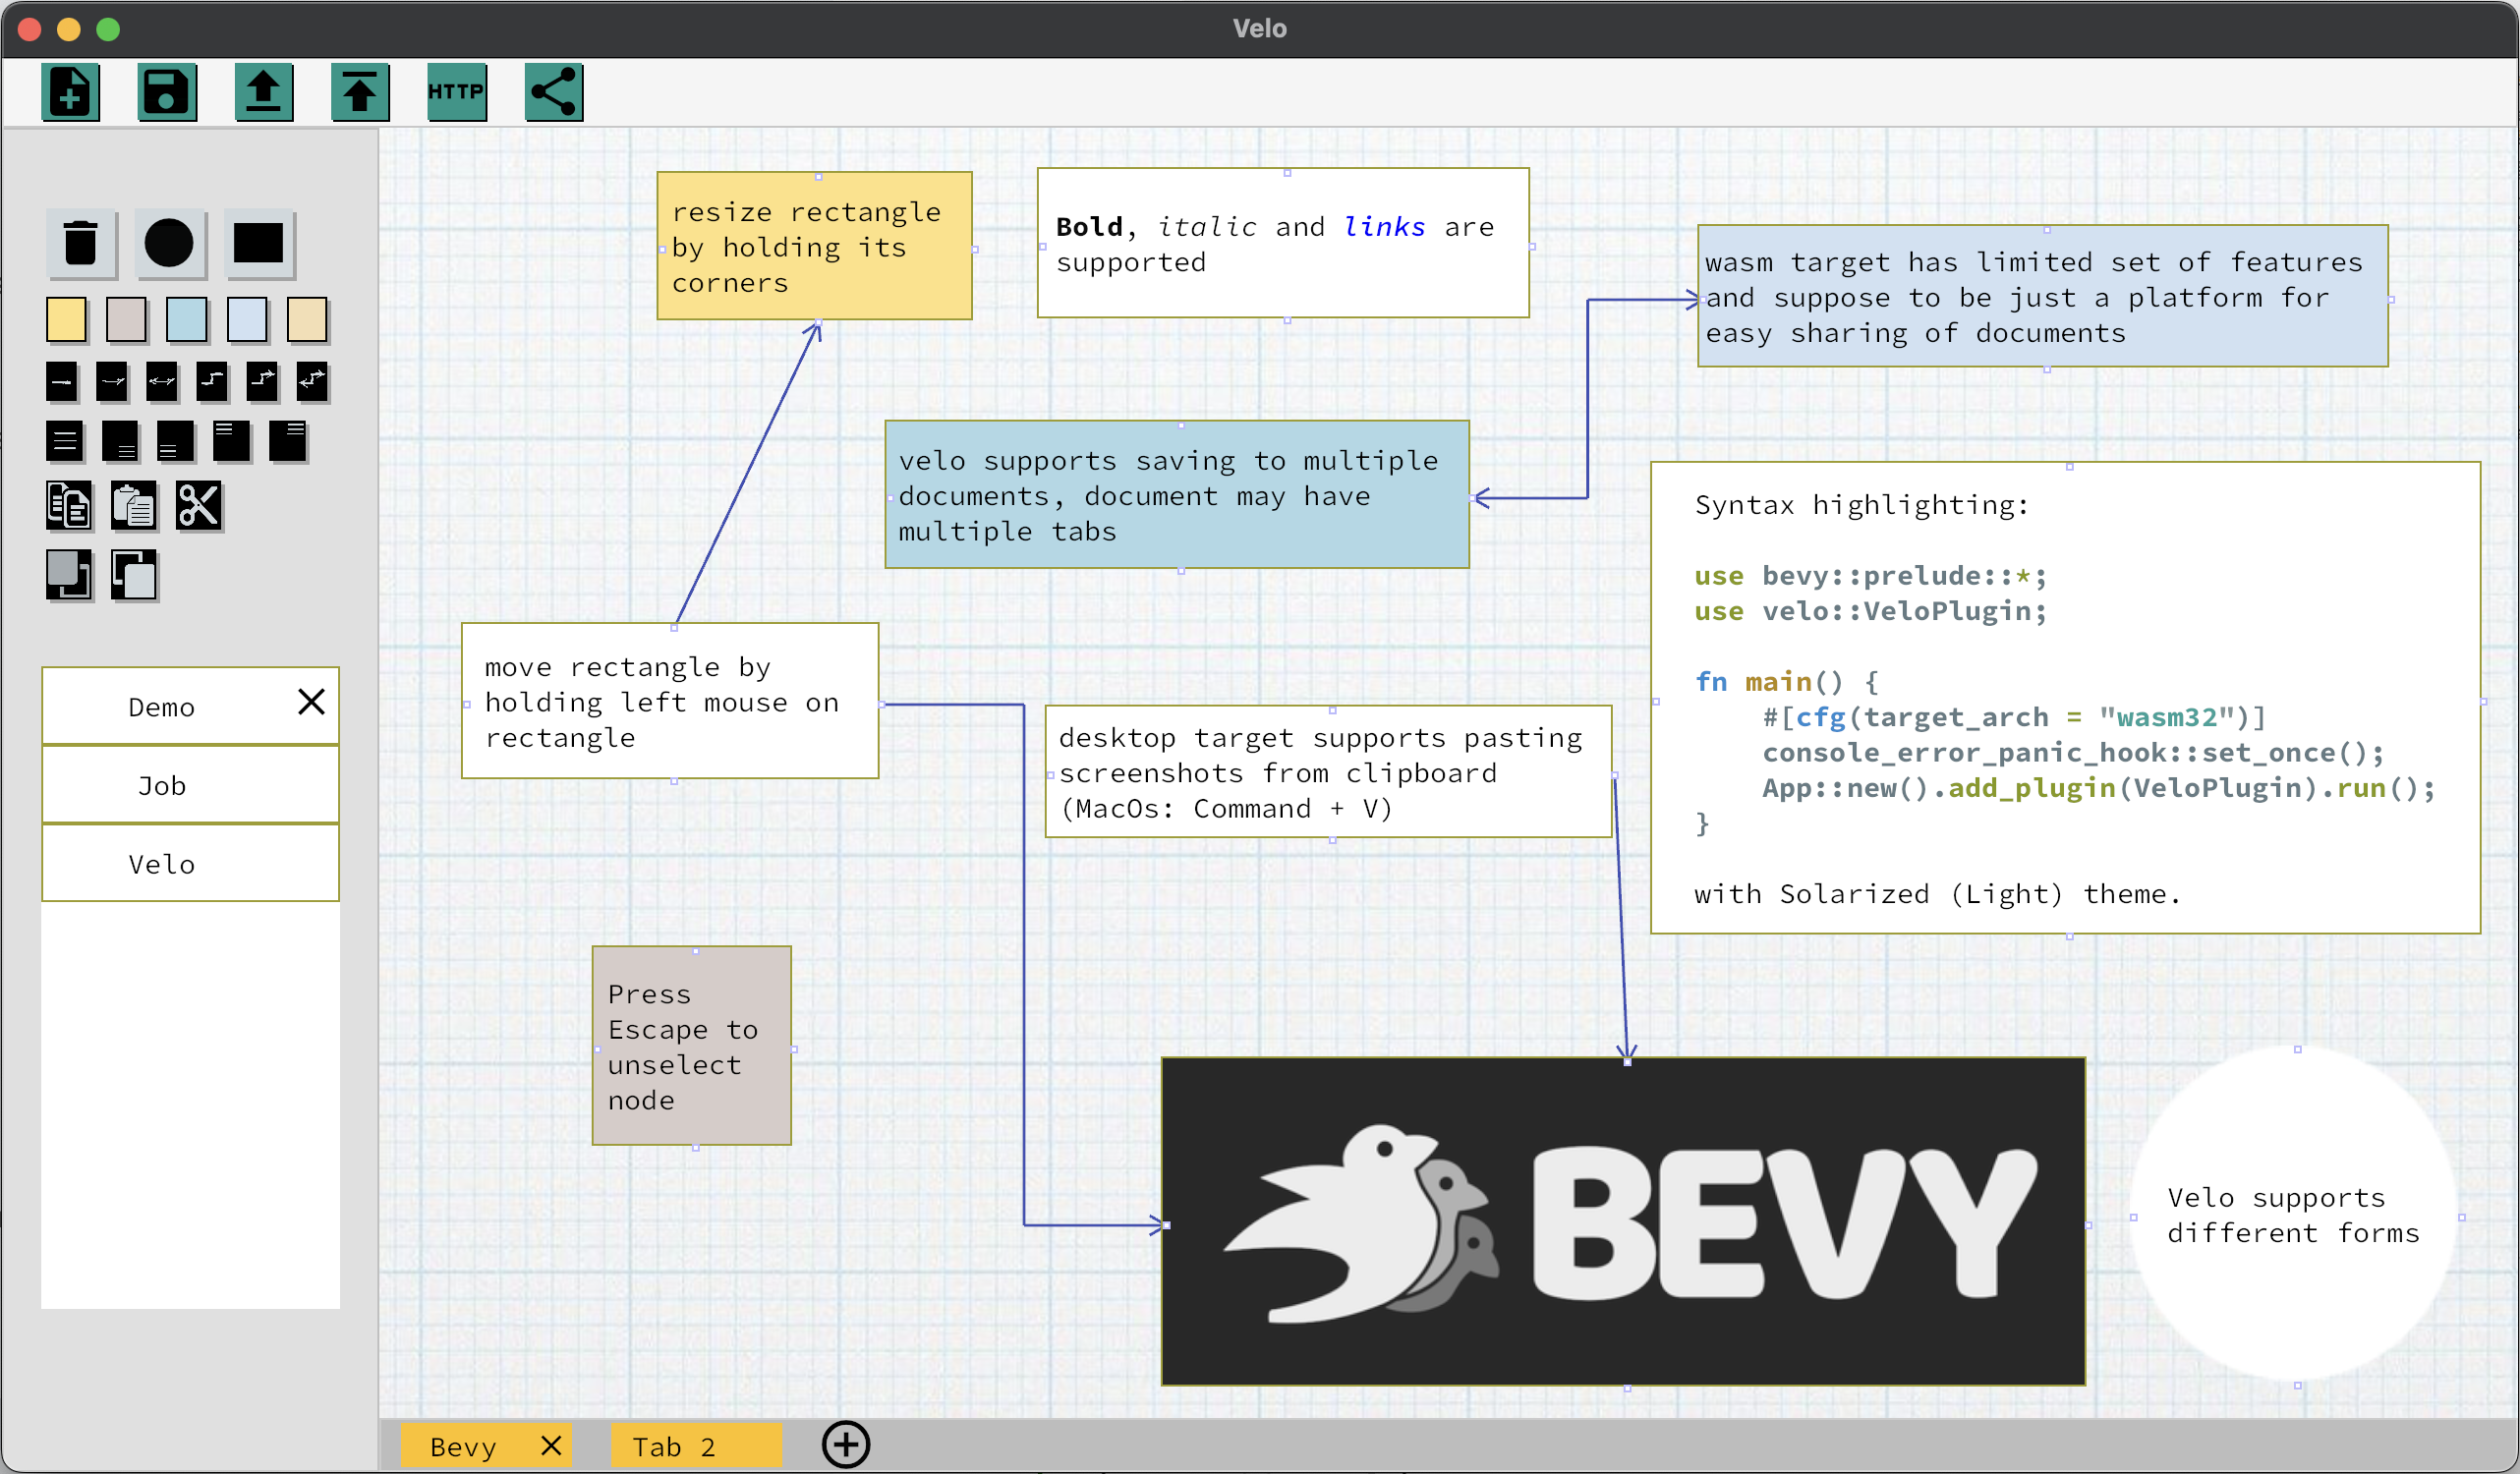 Velo
HTTP
resize rectangle
by holding its
corners
Bold, italic and links are
supported
wasm target has limited set of features
and suppose to be just a platform for
easy sharing of documents
velo supports saving to multiple
documents, document may have
multiple tabs
Syntax highlighting:
use bevy::prelude::*;
use velo::VeloPlugin;
fn main() {
    #[cfg(target_arch = "wasm32")]
    console_error_panic_hook::set_once();
    App::new().add_plugin(VeloPlugin).run();
}
with Solarized (Light) theme.
move rectangle by
holding left mouse on
rectangle
desktop target supports pasting
screenshots from clipboard
(MacOs: Command + V)
Demo
Job
Velo
Press
Escape to
unselect
node
BEVY
Velo supports
different forms
Bevy
Tab 2